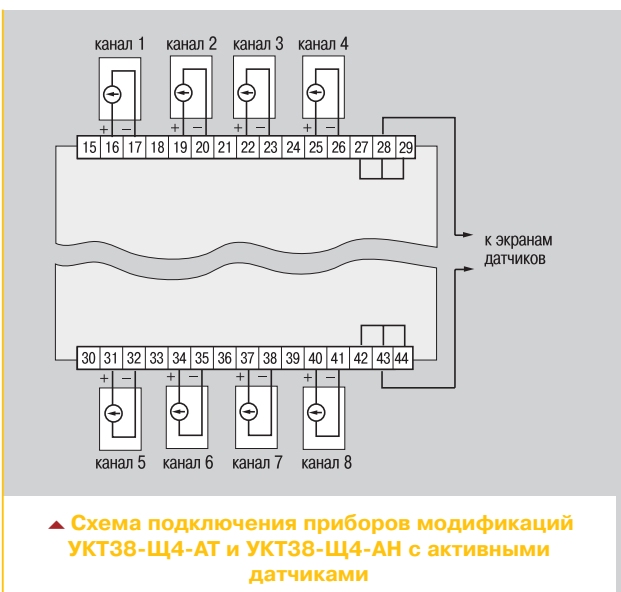 канал 1 канал 2 канал 3 канал 4
+ − + − + − + −
15 16 17 18 19 20 21 22 23 24 25 26 27 28 29
к экранам
датчиков
30 31 32 33 34 35 36 37 38 39 40 41 42 43 44
+ − + − + − + −
канал 5 канал 6 канал 7 канал 8
Схема подключения приборов модификаций
УКТ38-Щ4-АТ и УКТ38-Щ4-АН с активными
датчиками